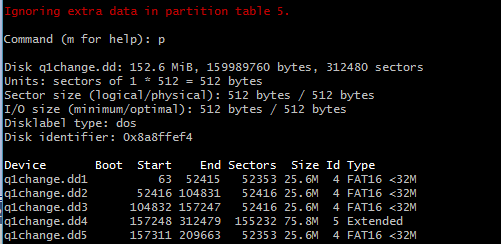 Ignoring extra data in partition table 5.
Command (m for help): p
Disk q1change.dd: 152.6 MiB, 159989760 bytes, 312480 sectors
Units: sectors of 1 * 512 = 512 bytes
Sector size (logical/physical): 512 bytes / 512 bytes
I/O size (minimum/optimal): 512 bytes / 512 bytes
Disklabel type: dos
Disk identifier: 0x8a8ffef4
Device Boot Start End Sectors Size Id Type
q1change.dd1 63 52415 52353 25.6M 4 FAT16 <32M
q1change.dd2 52416 104831 52416 25.6M 4 FAT16 <32M
q1change.dd3 104832 157247 52416 25.6M 4 FAT16 <32M
q1change.dd4 157248 312479 155232 75.8M 5 Extended
q1change.dd5 157311 209663 52353 25.6M 4 FAT16 <32M